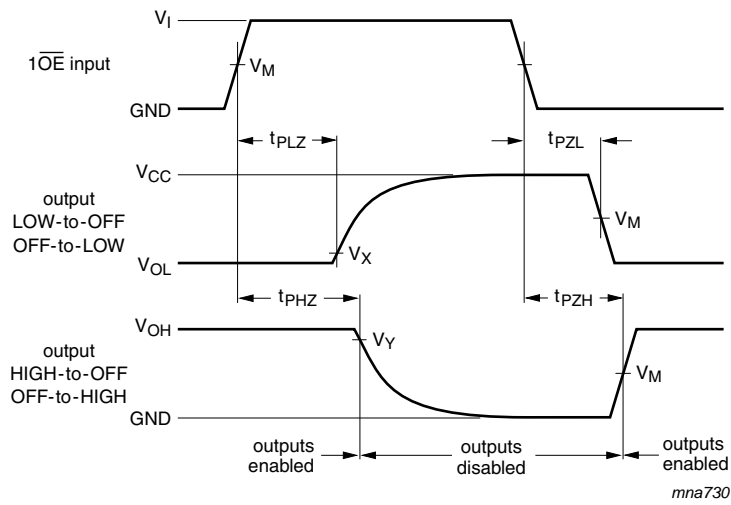 V_I
1O̅E̅ input
V_M
GND
t_PLZ
t_PZL
V_CC
output
LOW-to-OFF
OFF-to-LOW
V_M
V_X
V_OL
t_PHZ
t_PZH
V_OH
output
HIGH-to-OFF
OFF-to-HIGH
V_Y
V_M
GND
outputs
enabled
outputs
disabled
outputs
enabled
mna730